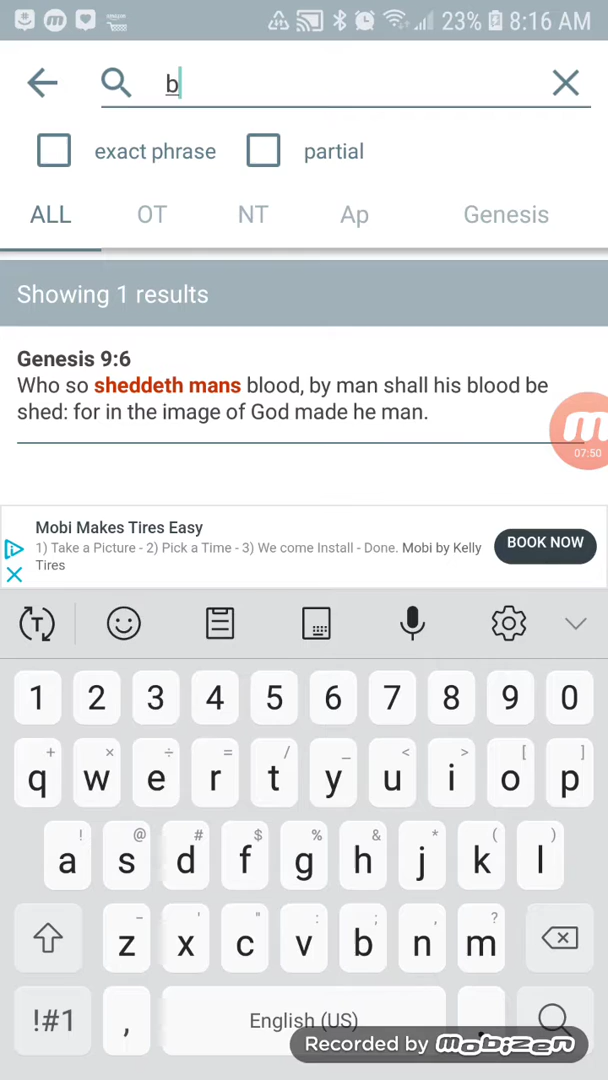 23% 8:16 AM
b
exact phrase partial
ALL OT NT Ap Genesis
Showing 1 results
Genesis 9:6
Who so sheddeth mans blood, by man shall his blood be
shed: for in the image of God made he man.
07:50
Mobi Makes Tires Easy
1) Take a Picture - 2) Pick a Time - 3) We come Install - Done. Mobi by Kelly
Tires
BOOK NOW
T
1 2 3 4 5 6 7 8 9 0
+ × ÷ = / _ < > [ ]
q w e r t y u i o p
! @ # $ % & * ( )
a s d f g h j k l
- ' " : ; , ?
z x c v b n m
!#1 , English (US) .
Recorded by mobizen